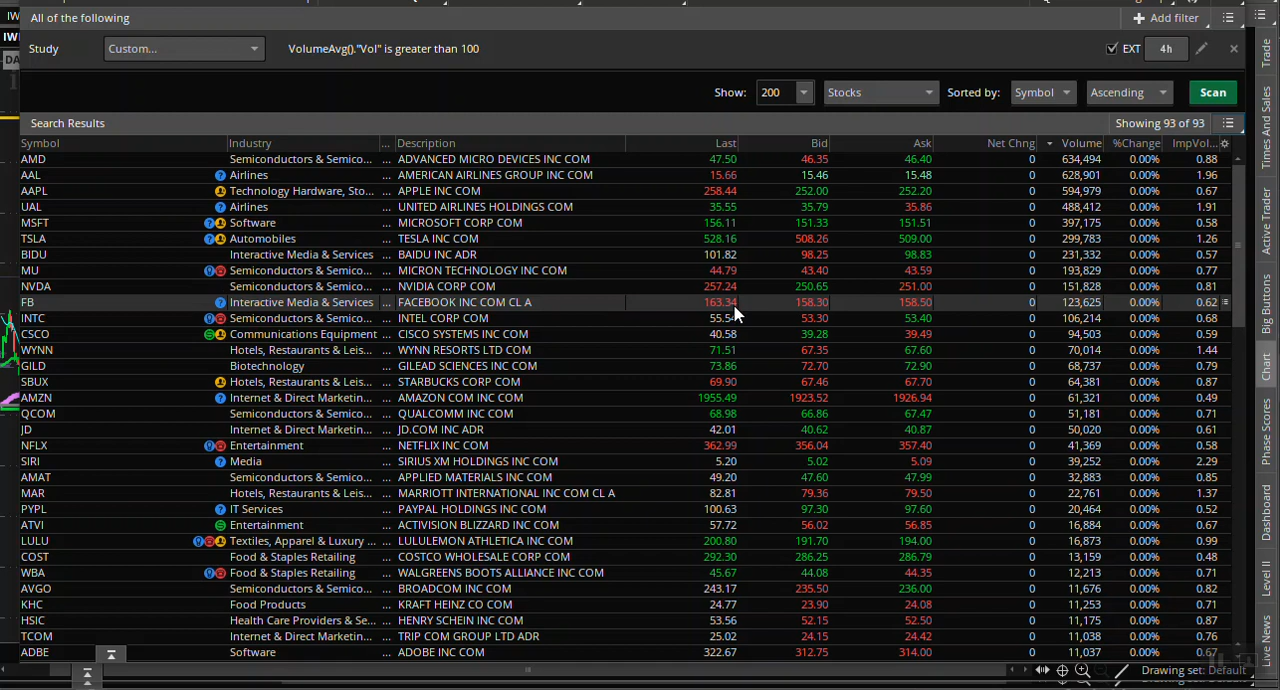 All of the following
Add filter
Study Custom... VolumeAvg()."Vol" is greater than 100 EXT 4h
Show: 200 Stocks Sorted by: Symbol Ascending Scan
Search Results Showing 93 of 93
Symbol Industry ... Description Last Bid Ask Net Chng Volume %Change ImpVol...
AMD Semiconductors & Semico... ... ADVANCED MICRO DEVICES INC COM 47.50 46.35 46.40 0 634,494 0.00% 0.88
AAL Airlines ... AMERICAN AIRLINES GROUP INC COM 15.66 15.46 15.48 0 628,901 0.00% 1.96
AAPL Technology Hardware, Sto... ... APPLE INC COM 258.44 252.00 252.20 0 594,979 0.00% 0.67
UAL Airlines ... UNITED AIRLINES HOLDINGS COM 35.55 35.79 35.86 0 488,412 0.00% 1.91
MSFT Software ... MICROSOFT CORP COM 156.11 151.33 151.51 0 397,175 0.00% 0.58
TSLA Automobiles ... TESLA INC COM 528.16 508.26 509.00 0 299,783 0.00% 1.26
BIDU Interactive Media & Services ... BAIDU INC ADR 101.82 98.25 98.83 0 231,332 0.00% 0.57
MU Semiconductors & Semico... ... MICRON TECHNOLOGY INC COM 44.79 43.40 43.59 0 193,829 0.00% 0.77
NVDA Semiconductors & Semico... ... NVIDIA CORP COM 257.24 250.65 251.00 0 151,828 0.00% 0.81
FB Interactive Media & Services ... FACEBOOK INC COM CL A 163.34 158.30 158.50 0 123,625 0.00% 0.62
INTC Semiconductors & Semico... ... INTEL CORP COM 53.30 53.40 0 106,214 0.00% 0.68
CSCO Communications Equipment ... CISCO SYSTEMS INC COM 40.58 39.28 39.49 0 94,503 0.00% 0.59
WYNN Hotels, Restaurants & Leis... ... WYNN RESORTS LTD COM 71.51 67.35 67.60 0 70,014 0.00% 1.44
GILD Biotechnology ... GILEAD SCIENCES INC COM 73.86 72.70 72.90 0 68,737 0.00% 0.79
SBUX Hotels, Restaurants & Leis... ... STARBUCKS CORP COM 69.90 67.46 67.70 0 64,381 0.00% 0.87
AMZN Internet & Direct Marketin... ... AMAZON COM INC COM 1955.49 1923.52 1926.94 0 61,321 0.00% 0.49
QCOM Semiconductors & Semico... ... QUALCOMM INC COM 68.98 66.86 67.47 0 51,181 0.00% 0.71
JD Internet & Direct Marketin... ... JD.COM INC ADR 42.01 40.62 40.87 0 50,020 0.00% 0.61
NFLX Entertainment ... NETFLIX INC COM 362.99 356.04 357.40 0 41,369 0.00% 0.58
SIRI Media ... SIRIUS XM HOLDINGS INC COM 5.20 5.02 5.09 0 39,252 0.00% 2.29
AMAT Semiconductors & Semico... ... APPLIED MATERIALS INC COM 49.20 47.60 47.99 0 32,883 0.00% 0.85
MAR Hotels, Restaurants & Leis... ... MARRIOTT INTERNATIONAL INC COM CL A 82.81 79.36 79.50 0 22,761 0.00% 1.37
PYPL IT Services ... PAYPAL HOLDINGS INC COM 100.63 97.30 97.60 0 20,464 0.00% 0.52
ATVI Entertainment ... ACTIVISION BLIZZARD INC COM 57.72 56.02 56.85 0 16,884 0.00% 0.67
LULU Textiles, Apparel & Luxury ... ... LULULEMON ATHLETICA INC COM 200.80 191.70 194.00 0 16,873 0.00% 0.99
COST Food & Staples Retailing ... COSTCO WHOLESALE CORP COM 292.30 286.25 286.79 0 13,159 0.00% 0.48
WBA Food & Staples Retailing ... WALGREENS BOOTS ALLIANCE INC COM 45.67 44.08 44.35 0 12,213 0.00% 0.71
AVGO Semiconductors & Semico... ... BROADCOM INC COM 243.17 235.50 236.00 0 11,676 0.00% 0.82
KHC Food Products ... KRAFT HEINZ CO COM 24.77 23.90 24.08 0 11,253 0.00% 0.71
HSIC Health Care Providers & Se... ... HENRY SCHEIN INC COM 53.56 52.15 52.50 0 11,175 0.00% 0.87
TCOM Internet & Direct Marketin... ... TRIP COM GROUP LTD ADR 25.02 24.15 24.42 0 11,038 0.00% 0.76
ADBE Software ... ADOBE INC COM 322.67 312.75 314.00 0 11,038 0.00% 0.67
Drawing set: Default
Trade
Times And Sales
Active Trader
Big Buttons
Chart
Phase Scores
Dashboard
Level II
Live News